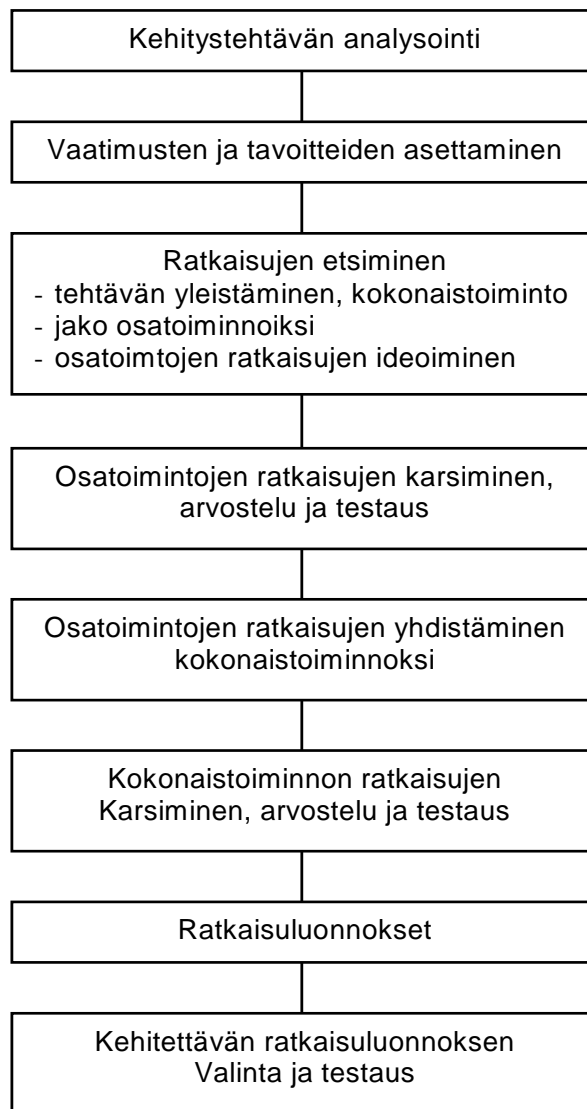 Kehitystehtävän analysointi
Vaatimusten ja tavoitteiden asettaminen
Ratkaisujen etsiminen
- tehtävän yleistäminen, kokonaistoiminto
- jako osatoiminnoiksi
- osatoimtojen ratkaisujen ideoiminen
Osatoimintojen ratkaisujen karsiminen,
arvostelu ja testaus
Osatoimintojen ratkaisujen yhdistäminen
kokonaistoiminnoksi
Kokonaistoiminnon ratkaisujen
Karsiminen, arvostelu ja testaus
Ratkaisuluonnokset
Kehitettävän ratkaisuluonnoksen
Valinta ja testaus